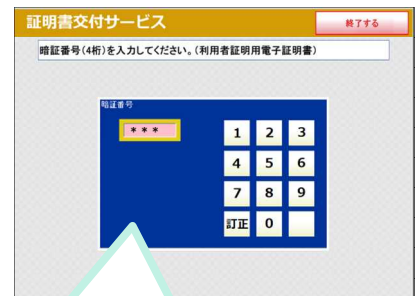 証明書交付サービス
終了する
暗証番号(4桁)を入力してください。(利用者証明用電子証明書)
暗証番号
* * *
1 2 3
4 5 6
7 8 9
訂正 0